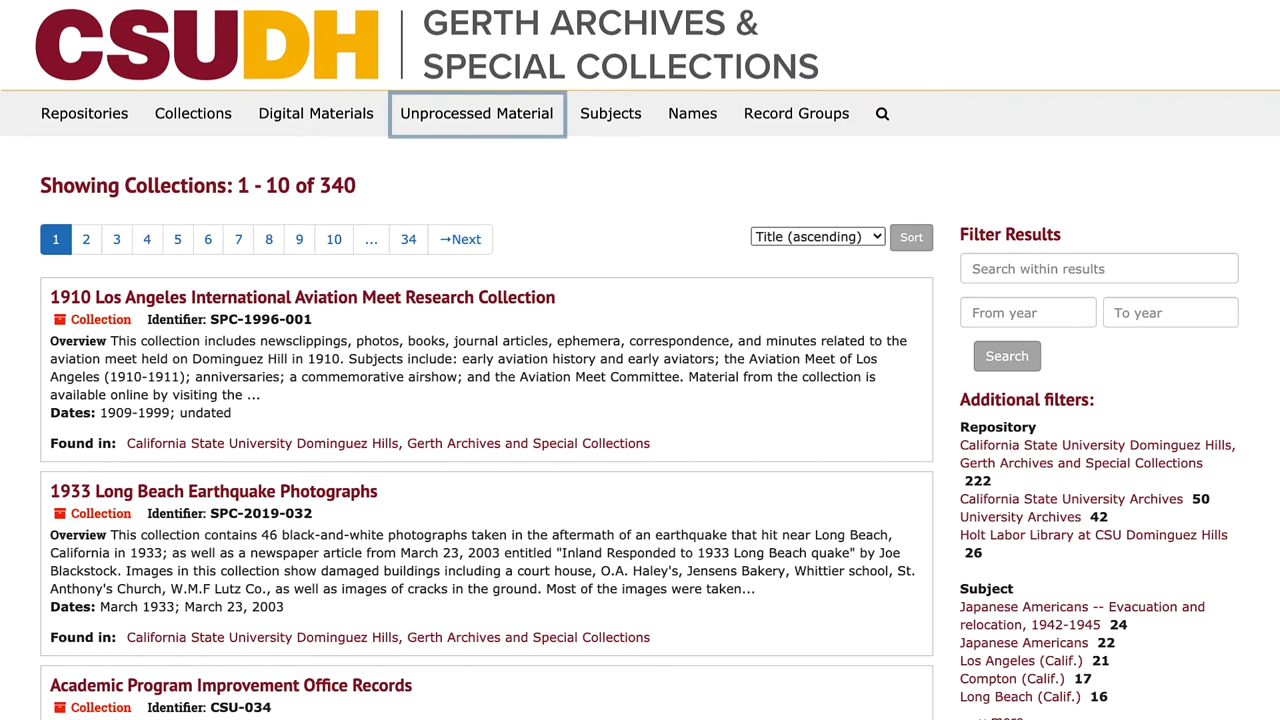 CSUDH
GERTH ARCHIVES &
SPECIAL COLLECTIONS
Repositories Collections Digital Materials Unprocessed Material Subjects Names Record Groups
Showing Collections: 1 - 10 of 340
1 2 3 4 5 6 7 8 9 10 ... 34 →Next
Title (ascending) Sort
1910 Los Angeles International Aviation Meet Research Collection
Collection Identifier: SPC-1996-001
Overview This collection includes newsclippings, photos, books, journal articles, ephemera, correspondence, and minutes related to the
aviation meet held on Dominguez Hill in 1910. Subjects include: early aviation history and early aviators; the Aviation Meet of Los
Angeles (1910-1911); anniversaries; a commemorative airshow; and the Aviation Meet Committee. Material from the collection is
available online by visiting the ...
Dates: 1909-1999; undated
Found in: California State University Dominguez Hills, Gerth Archives and Special Collections
1933 Long Beach Earthquake Photographs
Collection Identifier: SPC-2019-032
Overview This collection contains 46 black-and-white photographs taken in the aftermath of an earthquake that hit near Long Beach,
California in 1933; as well as a newspaper article from March 23, 2003 entitled "Inland Responded to 1933 Long Beach quake" by Joe
Blackstock. Images in this collection show damaged buildings including a court house, O.A. Haley's, Jensens Bakery, Whittier school, St.
Anthony's Church, W.M.F Lutz Co., as well as images of cracks in the ground. Most of the images were taken...
Dates: March 1933; March 23, 2003
Found in: California State University Dominguez Hills, Gerth Archives and Special Collections
Academic Program Improvement Office Records
Collection Identifier: CSU-034
Filter Results
Search within results
From year To year
Search
Additional filters:
Repository
California State University Dominguez Hills,
Gerth Archives and Special Collections
222
California State University Archives 50
University Archives 42
Holt Labor Library at CSU Dominguez Hills
26
Subject
Japanese Americans -- Evacuation and
relocation, 1942-1945 24
Japanese Americans 22
Los Angeles (Calif.) 21
Compton (Calif.) 17
Long Beach (Calif.) 16